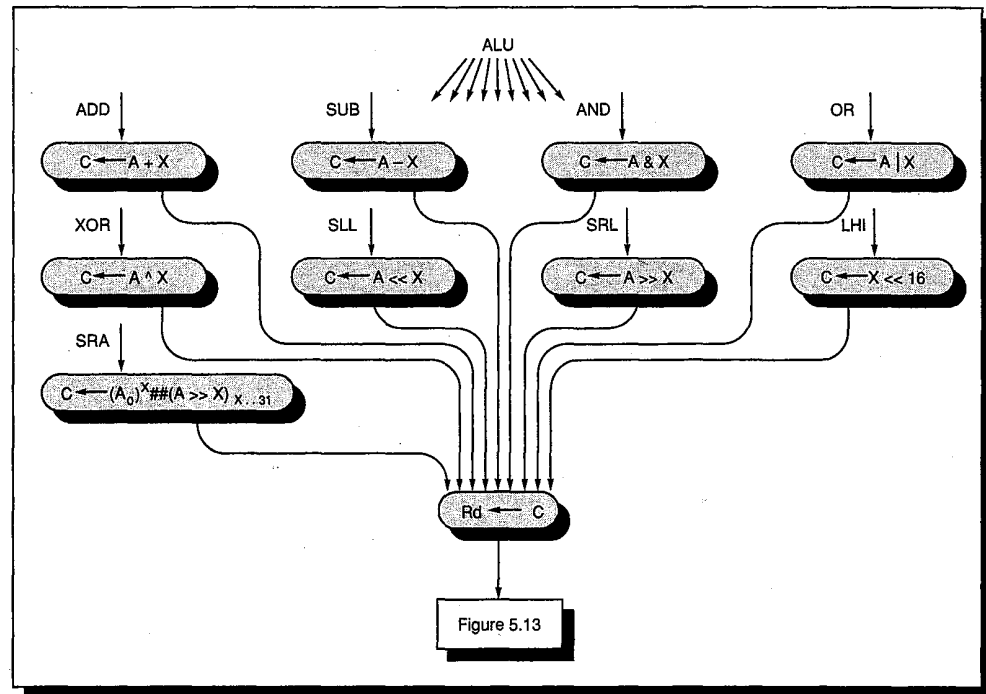 ALU
ADD
SUB
AND
OR
C ← A + X
C ← A − X
C ← A & X
C ← A | X
XOR
SLL
SRL
LHI
C ← A ^ X
C ← A << X
C ← A >> X
C ← X << 16
SRA
C ← (A₀)ˣ##(A >> X) X . . 31
Rd ← C
Figure 5.13